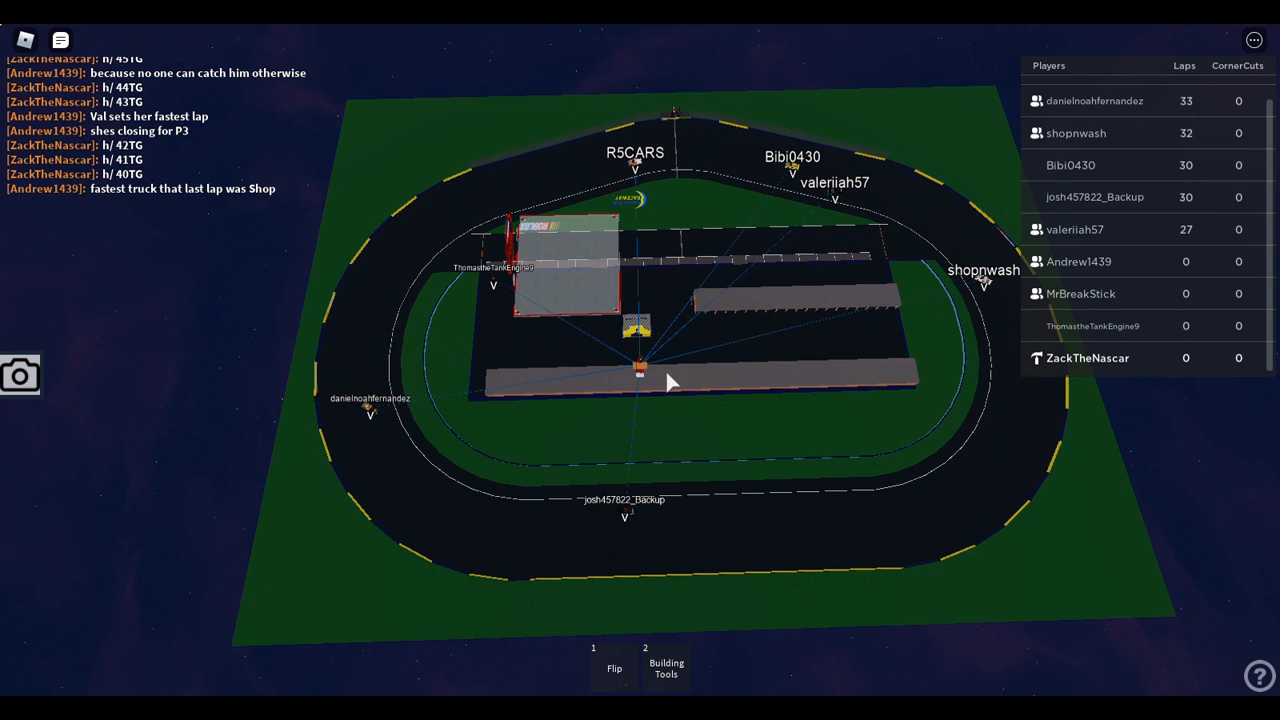 [ZackTheNascar]: h/ 45TG
[Andrew1439]: because no one can catch him otherwise
[ZackTheNascar]: h/ 44TG
[ZackTheNascar]: h/ 43TG
[Andrew1439]: Val sets her fastest lap
[Andrew1439]: shes closing for P3
[ZackTheNascar]: h/ 42TG
[ZackTheNascar]: h/ 41TG
[ZackTheNascar]: h/ 40TG
[Andrew1439]: fastest truck that last lap was Shop
Players Laps CornerCuts
danielnoahfernandez 33 0
shopnwash 32 0
Bibi0430 30 0
josh457822_Backup 30 0
valeriiah57 27 0
Andrew1439 0 0
MrBreakStick 0 0
ThomastheTankEngine9 0 0
ZackTheNascar 0 0
R5CARS
V
Bibi0430
V
valeriiah57
V
RACEWAY
ROBLOX
ThomastheTankEngine9
V
shopnwash
V
danielnoahfernandez
V
josh457822_Backup
V
1
Flip
2
Building
Tools
?